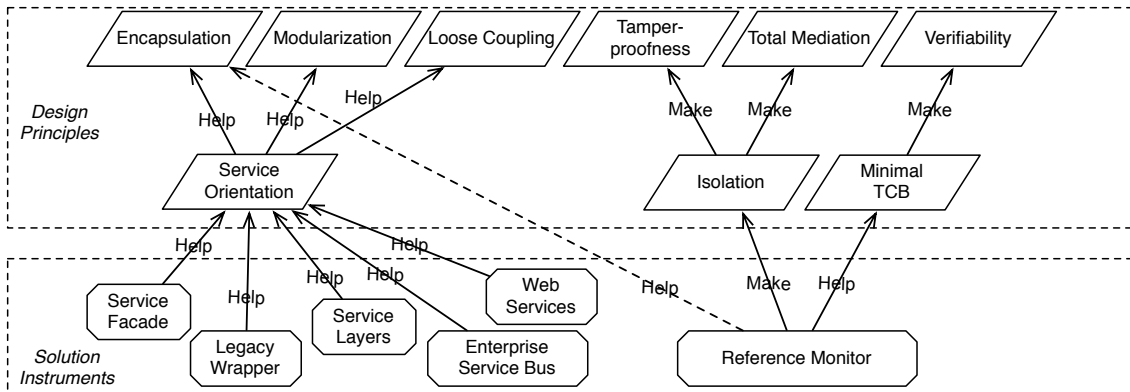 Encapsulation
Modularization
Loose Coupling
Tamper-
proofness
Total Mediation
Verifiability
Design
Principles
Help
Help
Help
Make
Make
Make
Service
Orientation
Isolation
Minimal
TCB
Help
Help
Help
Help
Help
Help
Make
Help
Service
Facade
Legacy
Wrapper
Service
Layers
Web
Services
Enterprise
Service Bus
Reference Monitor
Solution
Instruments